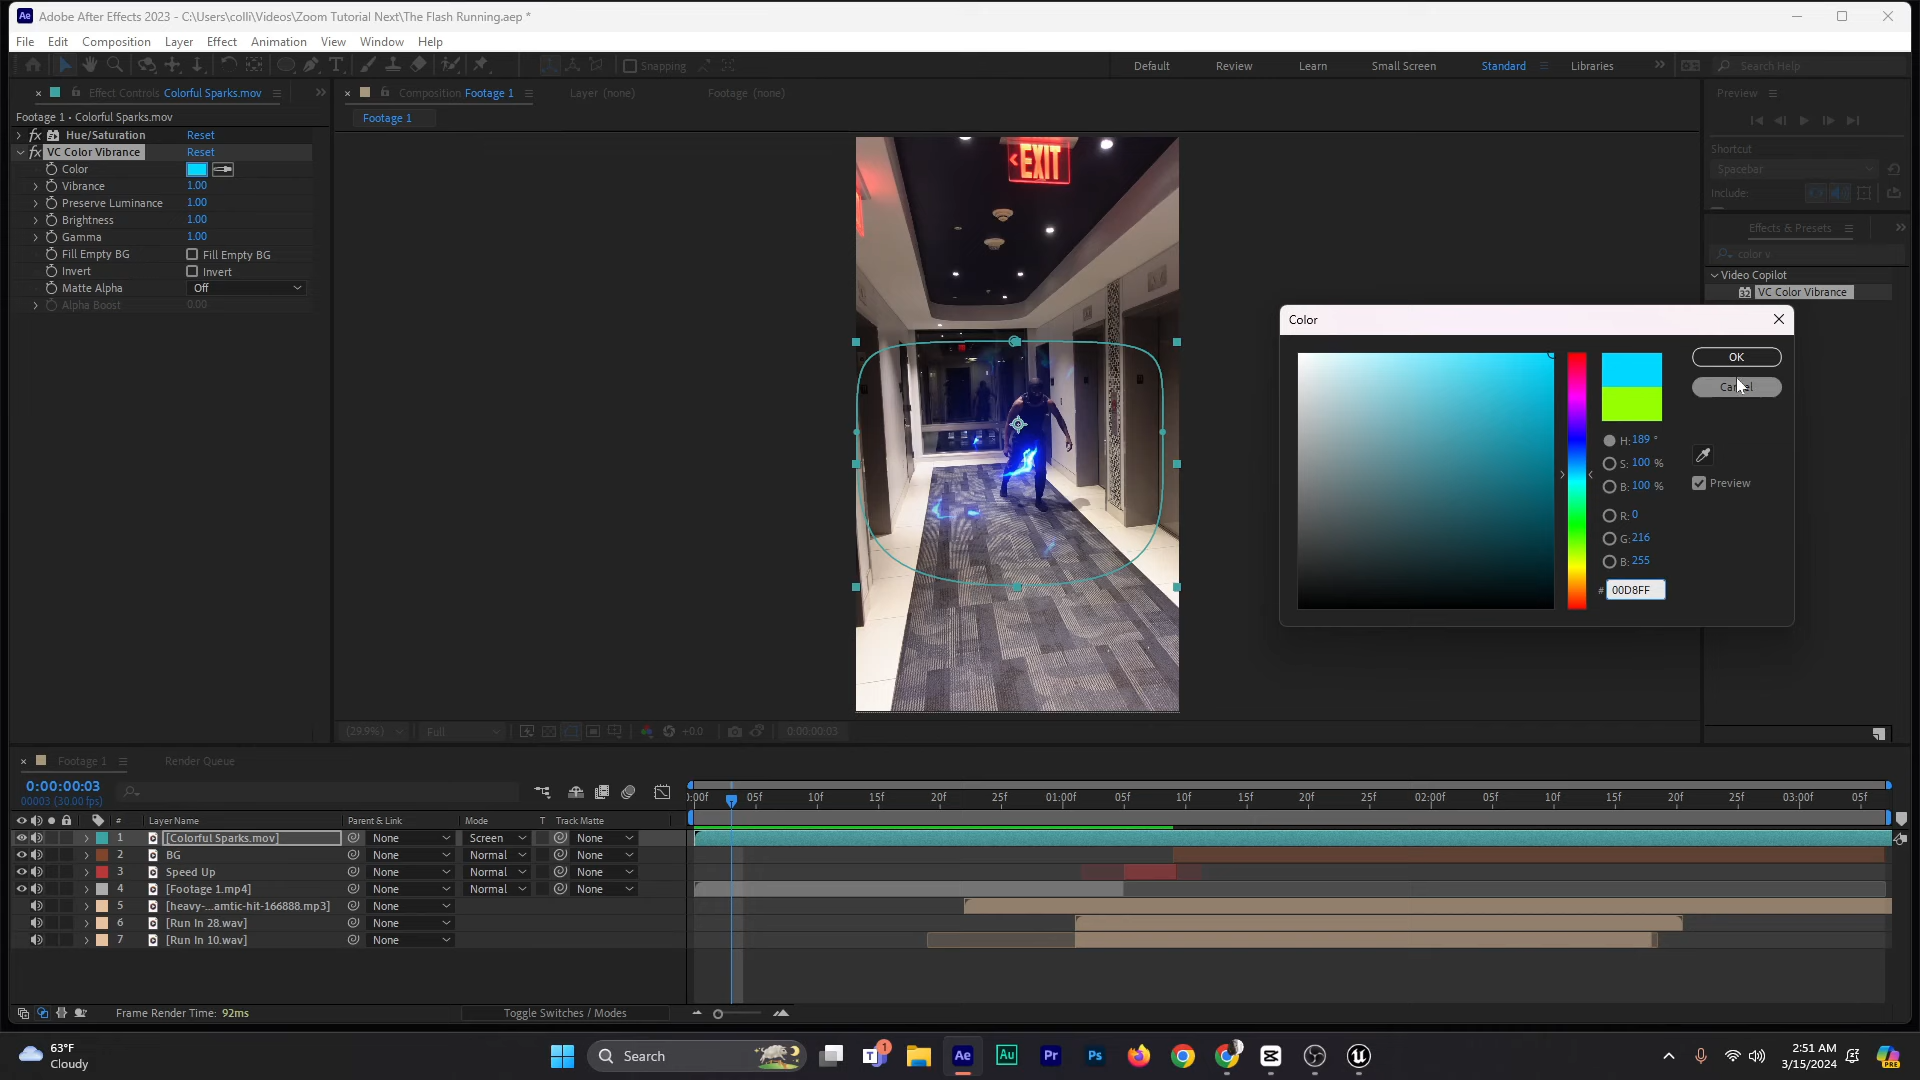 Adobe After Effects 2023 - C:\Users\colli\Videos\Zoom Tutorial Next\The Flash Running.aep *
File Edit Composition Layer Effect Animation View Window Help
Snapping
Default Review Learn Small Screen Standard Libraries
Search Help
Effect Controls Colorful Sparks.mov
Composition Footage 1
Layer (none)
Footage (none)
Preview
Footage 1 • Colorful Sparks.mov
Footage 1
Hue/Saturation Reset
VC Color Vibrance Reset
Color
Vibrance 1.00
Preserve Luminance 1.00
Brightness 1.00
Gamma 1.00
Fill Empty BG Fill Empty BG
Invert Invert
Matte Alpha Off
Alpha Boost 0.00
EXIT
Shortcut
Spacebar
Include:
Effects & Presets
color v
Video Copilot
32 VC Color Vibrance
Color
OK
Cancel
H: 189 °
S: 100 %
B: 100 %
Preview
R: 0
G: 216
B: 255
# 00D8FF
(29.9%) Full +0.0 0:00:00:03
Footage 1 Render Queue
0:00:00:03
00003 (30.00 fps)
:00f 05f 10f 15f 20f 25f 01:00f 05f 10f 15f 20f 25f 02:00f 05f 10f 15f 20f 25f 03:00f 05f
# Layer Name Parent & Link Mode T Track Matte
1 [Colorful Sparks.mov] None Screen None
2 BG None Normal None
3 Speed Up None Normal None
4 [Footage 1.mp4] None Normal None
5 [heavy-...amtic-hit-166888.mp3] None
6 [Run In 28.wav] None
7 [Run In 10.wav] None
Frame Render Time: 92ms
Toggle Switches / Modes
63°F
Cloudy
Search
1
Ae Au Pr Ps
2:51 AM
3/15/2024
PRE